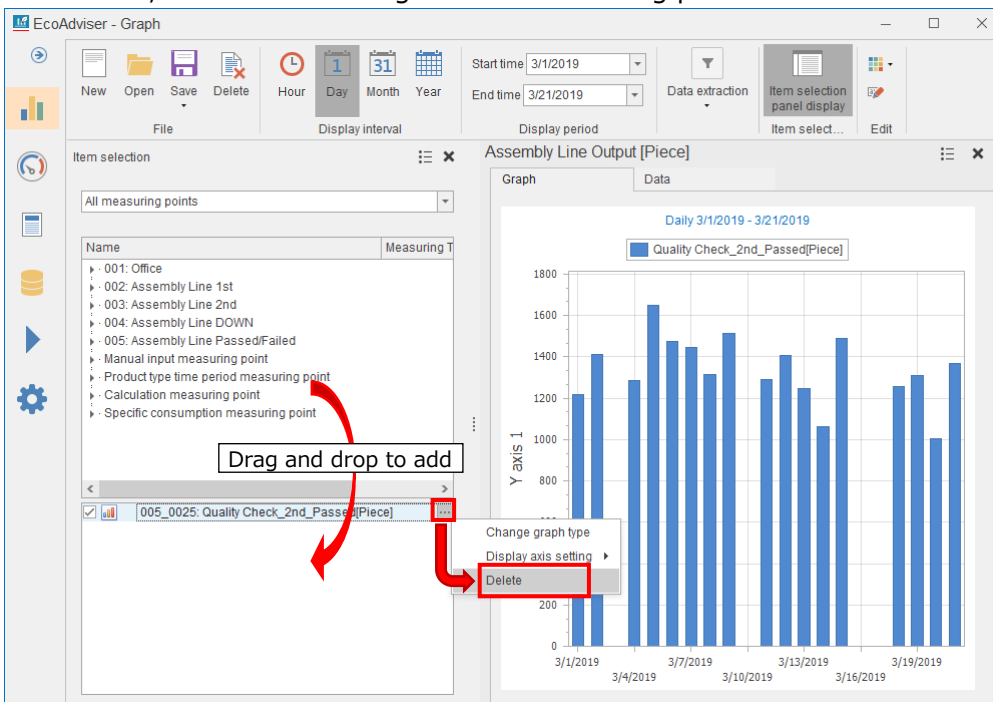 EcoAdviser - Graph
New Open Save Delete
File
Hour Day Month Year
Display interval
Start time 3/1/2019
End time 3/21/2019
Display period
Data extraction
Item selection
panel display
Item select...
Edit
Item selection
All measuring points
Name Measuring T
001: Office
002: Assembly Line 1st
003: Assembly Line 2nd
004: Assembly Line DOWN
005: Assembly Line Passed/Failed
Manual input measuring point
Product type time period measuring point
Calculation measuring point
Specific consumption measuring point
Drag and drop to add
005_0025: Quality Check_2nd_Passed[Piece] ...
Change graph type
Display axis setting
Delete
Assembly Line Output [Piece]
Graph Data
Daily 3/1/2019 - 3/21/2019
Quality Check_2nd_Passed[Piece]
Y axis 1
1800
1600
1400
1200
1000
800
200
0
3/1/2019 3/7/2019 3/13/2019 3/19/2019
3/4/2019 3/10/2019 3/16/2019